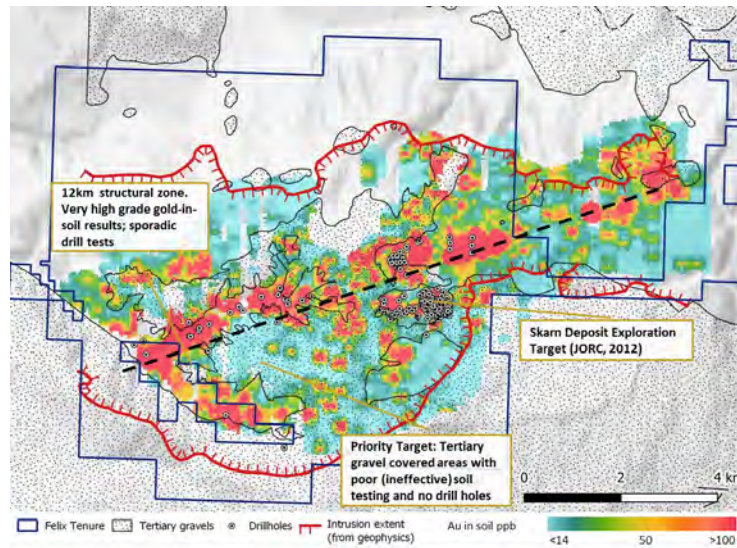 12km structural zone.
Very high grade gold-in-
soil results; sporadic
drill tests
Skarn Deposit Exploration
Target (JORC, 2012)
Priority Target: Tertiary
gravel covered areas with
poor (ineffective) soil
testing and no drill holes
0 2 4 km
Felix Tenure
Tertiary gravels
Drillholes
Intrusion extent
(from geophysics)
Au in soil ppb
<14 50 >100